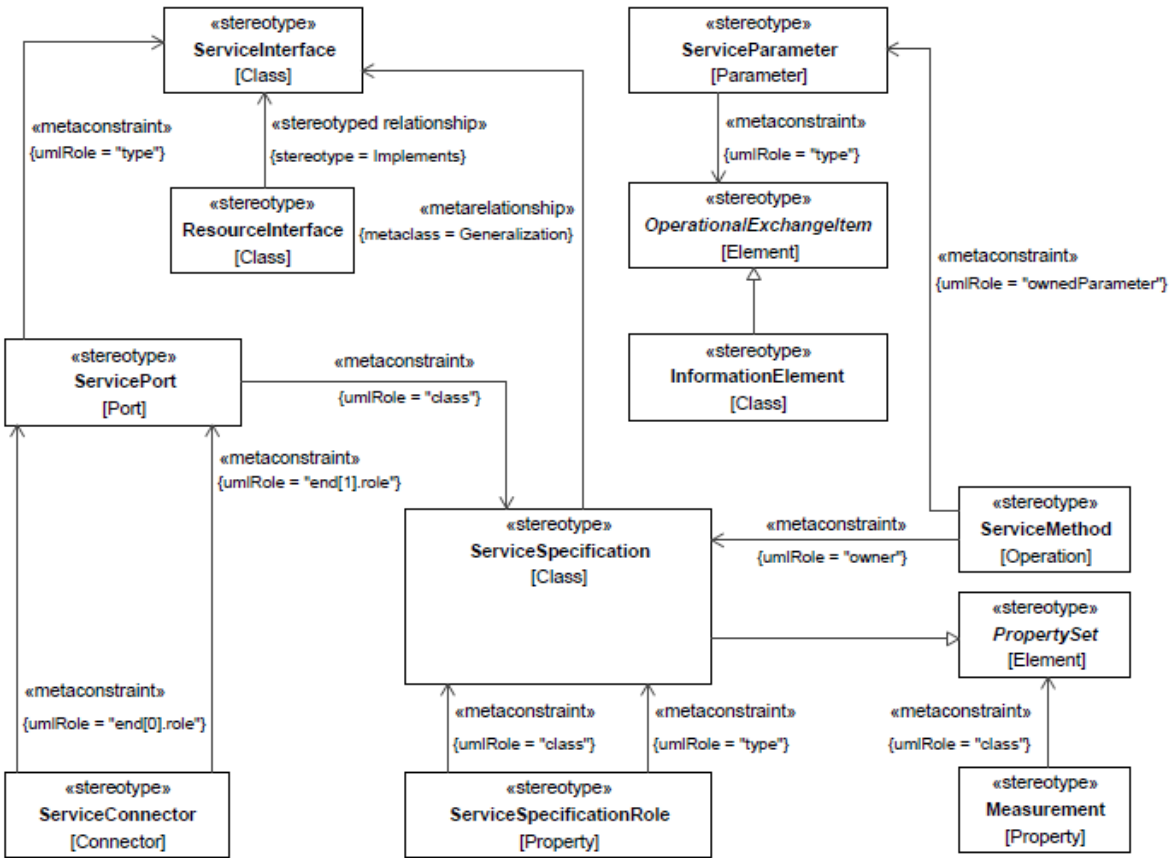 «stereotype»
ServiceInterface
[Class]
«stereotype»
ServiceParameter
[Parameter]
«metaconstraint»
{umlRole = "type"}
«stereotyped relationship»
{stereotype = Implements}
«metaconstraint»
{umlRole = "type"}
«stereotype»
ResourceInterface
[Class]
«metarelationship»
{metaclass = Generalization}
«stereotype»
OperationalExchangeItem
[Element]
«metaconstraint»
{umlRole = "ownedParameter"}
«stereotype»
ServicePort
[Port]
«metaconstraint»
{umlRole = "class"}
«stereotype»
InformationElement
[Class]
«metaconstraint»
{umlRole = "end[1].role"}
«stereotype»
ServiceSpecification
[Class]
«metaconstraint»
{umlRole = "owner"}
«stereotype»
ServiceMethod
[Operation]
«stereotype»
PropertySet
[Element]
«metaconstraint»
{umlRole = "end[0].role"}
«metaconstraint»
{umlRole = "class"}
«metaconstraint»
{umlRole = "type"}
«metaconstraint»
{umlRole = "class"}
«stereotype»
ServiceConnector
[Connector]
«stereotype»
ServiceSpecificationRole
[Property]
«stereotype»
Measurement
[Property]